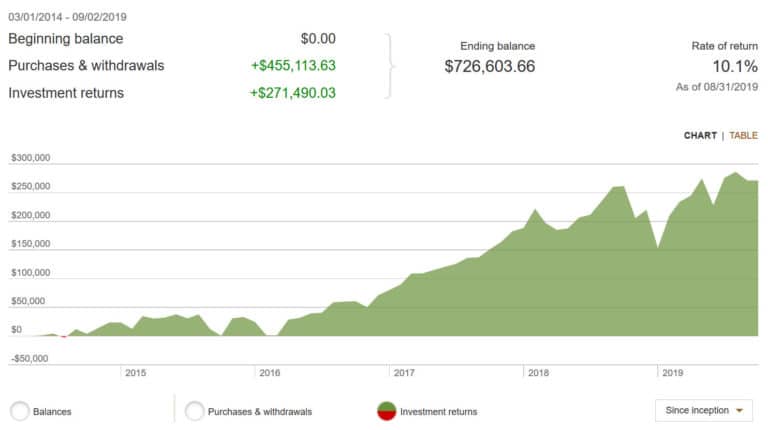 03/01/2014 - 09/02/2019
Beginning balance $0.00
Purchases & withdrawals +$455,113.63
Investment returns +$271,490.03
Ending balance
$726,603.66
Rate of return
10.1%
As of 08/31/2019
CHART | TABLE
$300,000
$250,000
$200,000
$150,000
$100,000
$50,000
$0
-$50,000
2015 2016 2017 2018 2019
Balances Purchases & withdrawals Investment returns Since inception